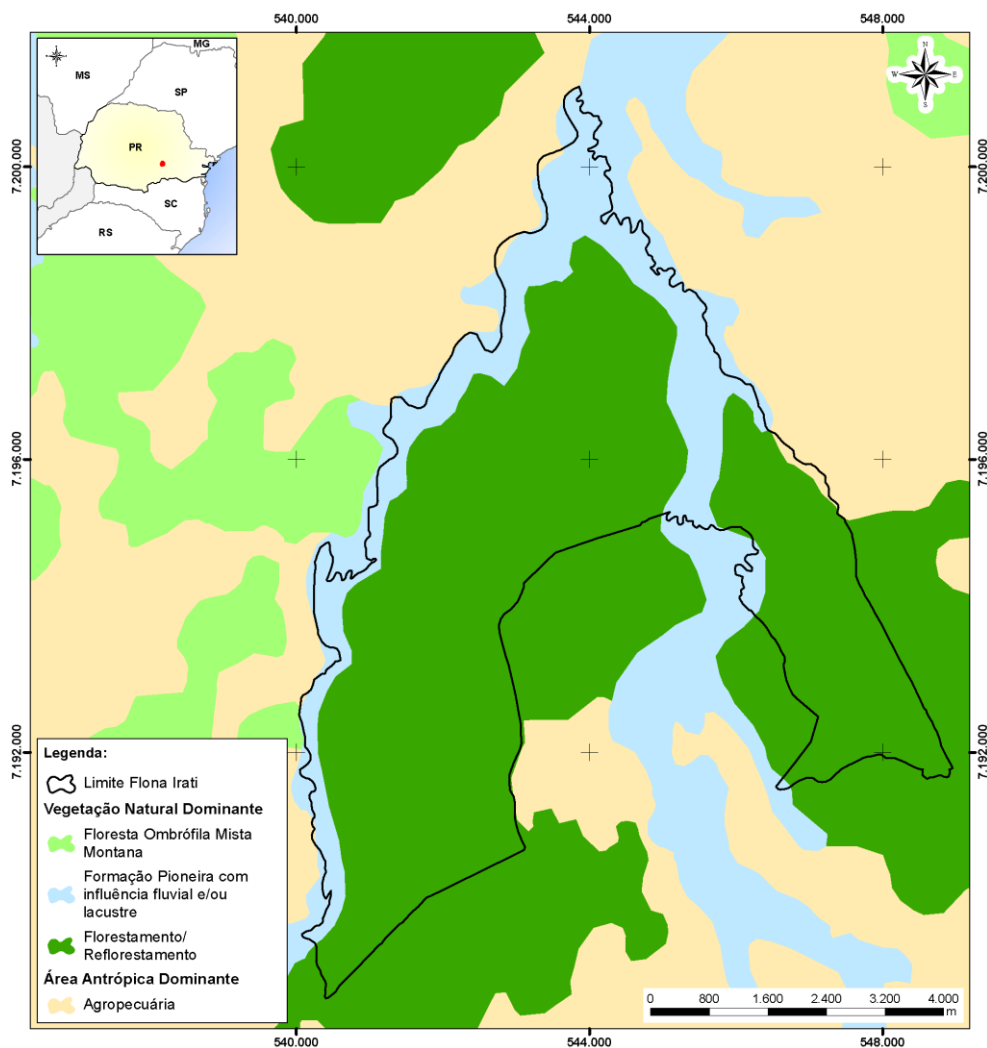 540.000
544.000
548.000
MG
MS
SP
PR
SC
RS
N
W
E
S
7.200.000
7.200.000
7.196.000
7.196.000
7.192.000
7.192.000
Legenda:
Limite Flona Irati
Vegetação Natural Dominante
Floresta Ombrófila Mista
Montana
Formação Pioneira com
influência fluvial e/ou
lacustre
Florestamento/
Reflorestamento
Área Antrópica Dominante
Agropecuária
0
800
1.600
2.400
3.200
4.000
m
540.000
544.000
548.000